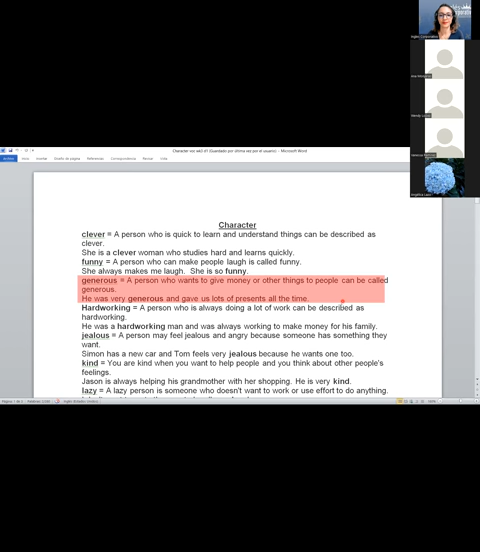 Character
clever = A person who is quick to learn and understand things can be described as
clever.
She is a clever woman who studies hard and learns quickly.
funny = A person who can make people laugh is called funny.
She always makes me laugh. She is so funny.
generous = A person who wants to give money or other things to people can be called
generous.
He was very generous and gave us lots of presents all the time.
Hardworking = A person who is always doing a lot of work can be described as
hardworking.
He was a hardworking man and was always working to make money for his family.
jealous = A person may feel jealous and angry because someone has something they
want.
Simon has a new car and Tom feels very jealous because he wants one too.
kind = You are kind when you want to help people and you think about other people's
feelings.
Jason is always helping his grandmother with her shopping. He is very kind.
lazy = A lazy person is someone who doesn't want to work or use effort to do anything.